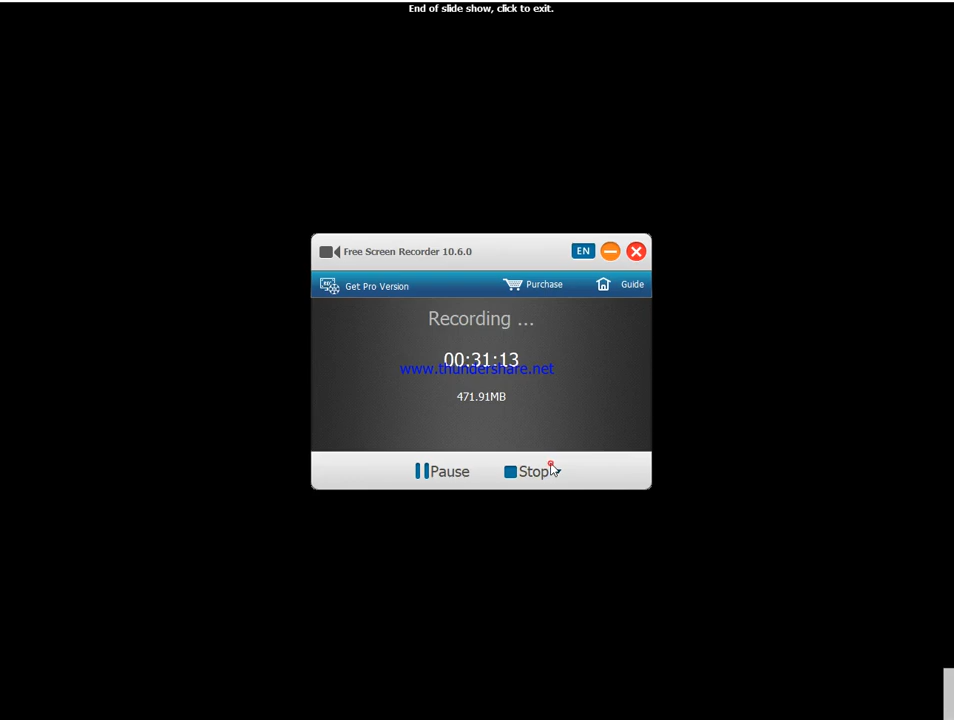 End of slide show, click to exit.
Free Screen Recorder 10.6.0
EN
Get Pro Version
Purchase
Guide
Recording ...
00:31:13
www.thundershare.net
471.91MB
Pause
Stop